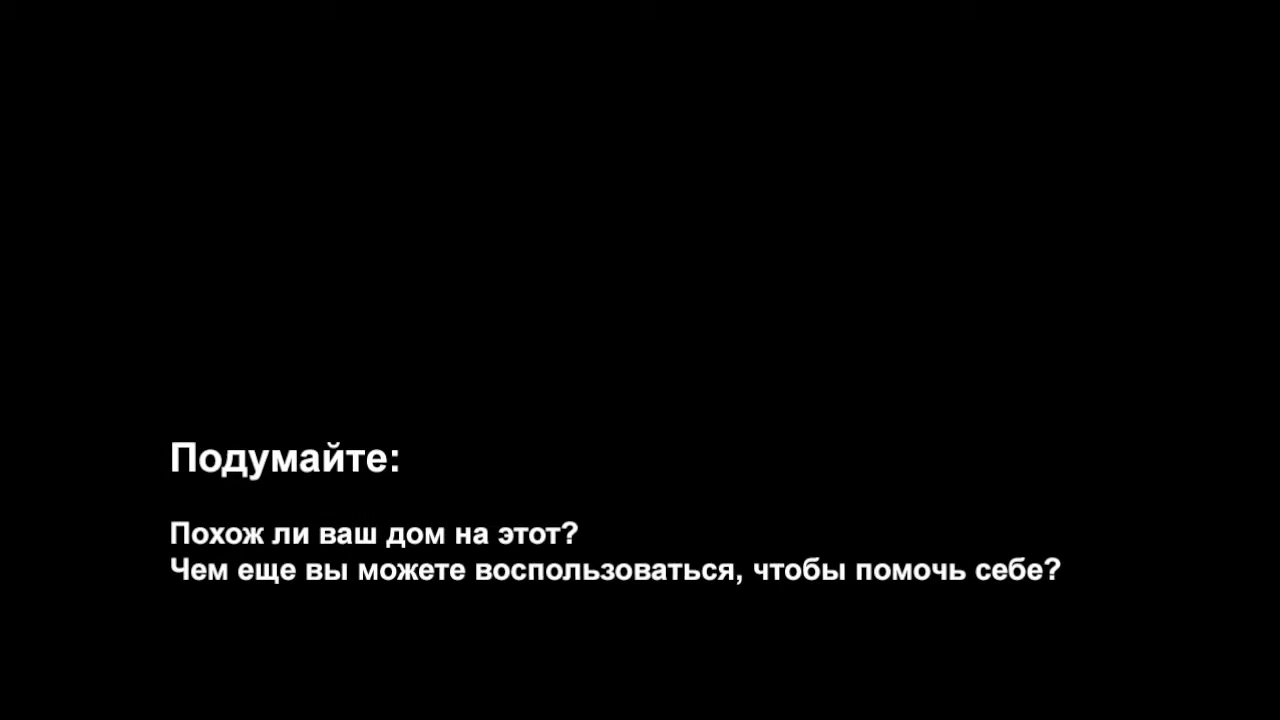 Подумайте:
Похож ли ваш дом на этот?
Чем еще вы можете воспользоваться, чтобы помочь себе?